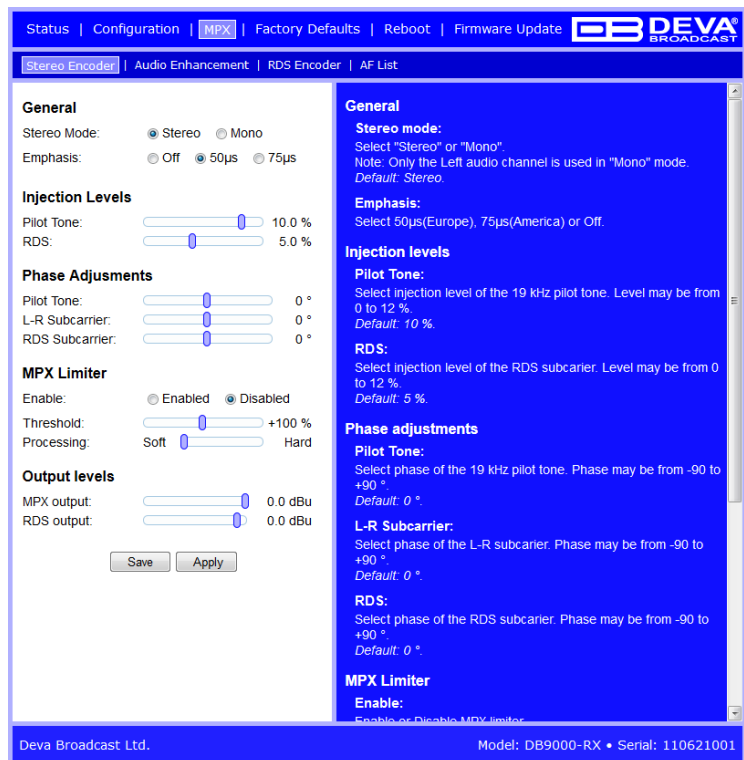 Status | Configuration | MPX | Factory Defaults | Reboot | Firmware Update
DEVA®
BROADCAST
Stereo Encoder | Audio Enhancement | RDS Encoder | AF List
General
Stereo Mode: Stereo Mono
Emphasis: Off 50µs 75µs
Injection Levels
Pilot Tone: 10.0 %
RDS: 5.0 %
Phase Adjusments
Pilot Tone: 0 °
L-R Subcarrier: 0 °
RDS Subcarrier: 0 °
MPX Limiter
Enable: Enabled Disabled
Threshold: +100 %
Processing: Soft Hard
Output levels
MPX output: 0.0 dBu
RDS output: 0.0 dBu
Save Apply
General
Stereo mode:
Select "Stereo" or "Mono".
Note: Only the Left audio channel is used in "Mono" mode.
Default: Stereo.
Emphasis:
Select 50µs(Europe), 75µs(America) or Off.
Injection levels
Pilot Tone:
Select injection level of the 19 kHz pilot tone. Level may be from
0 to 12 %.
Default: 10 %.
RDS:
Select injection level of the RDS subcarier. Level may be from 0
to 12 %.
Default: 5 %.
Phase adjustments
Pilot Tone:
Select phase of the 19 kHz pilot tone. Phase may be from -90 to
+90 °.
Default: 0 °.
L-R Subcarrier:
Select phase of the L-R subcarier. Phase may be from -90 to
+90 °.
Default: 0 °.
RDS:
Select phase of the RDS subcarier. Phase may be from -90 to
+90 °.
Default: 0 °.
MPX Limiter
Enable:
Enable or Disable MPX limiter
Deva Broadcast Ltd.
Model: DB9000-RX • Serial: 110621001